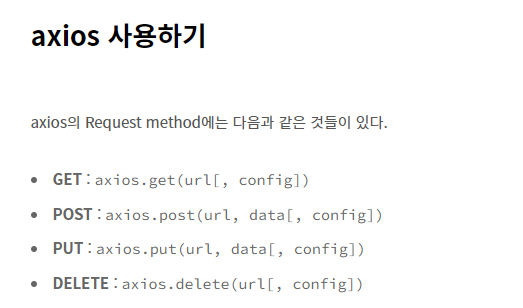 axios 사용하기
axios의 Request method에는 다음과 같은 것들이 있다.
• GET : axios.get(url[, config])
• POST : axios.post(url, data[, config])
• PUT : axios.put(url, data[, config])
• DELETE : axios.delete(url[, config])